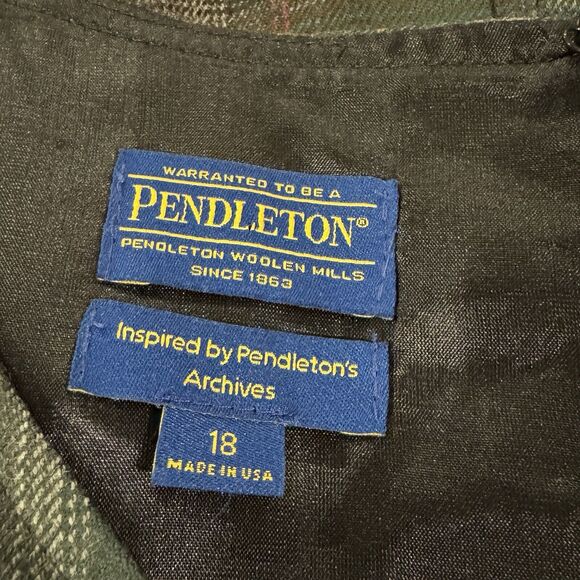 WARRANTED TO BE A
PENDLETON®
PENDLETON WOOLEN MILLS
SINCE 1863
Inspired by Pendleton's
Archives
18
MADE IN USA